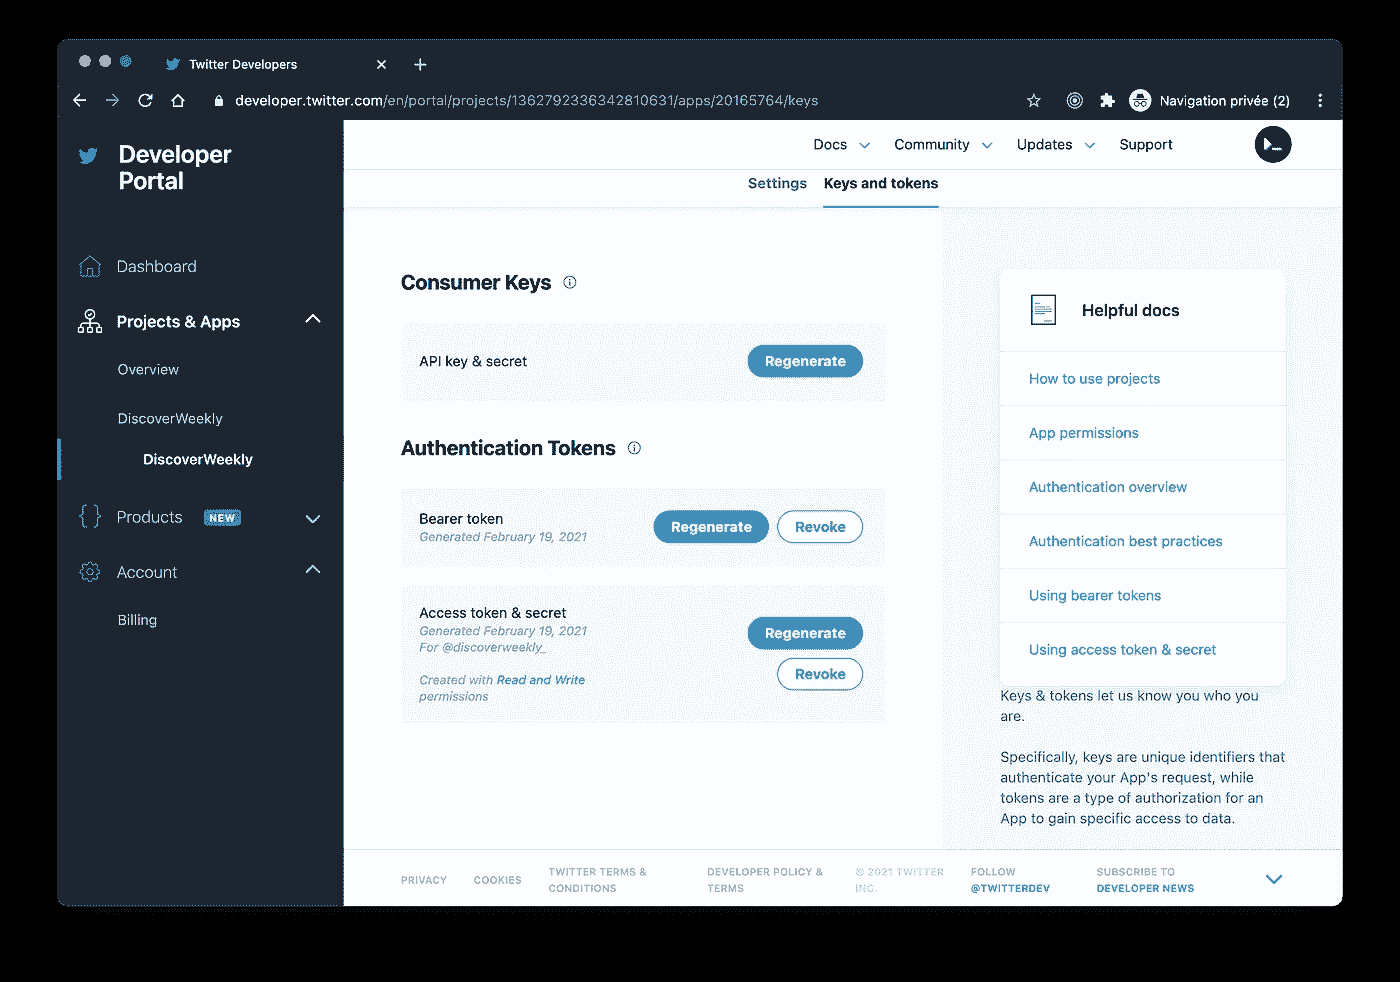 Twitter Developers
developer.twitter.com/en/portal/projects/1362792336342810631/apps/20165764/keys
Navigation privée (2)
Developer
Portal
Dashboard
Projects & Apps
Overview
DiscoverWeekly
DiscoverWeekly
Products NEW
Account
Billing
Docs Community Updates Support
Settings Keys and tokens
Consumer Keys
API key & secret Regenerate
Authentication Tokens
Bearer token
Generated February 19, 2021
Regenerate Revoke
Access token & secret
Generated February 19, 2021
For @discoverweekly_
Created with Read and Write
permissions
Regenerate
Revoke
Helpful docs
How to use projects
App permissions
Authentication overview
Authentication best practices
Using bearer tokens
Using access token & secret
Keys & tokens let us know you who you
are.
Specifically, keys are unique identifiers that
authenticate your App's request, while
tokens are a type of authorization for an
App to gain specific access to data.
PRIVACY
COOKIES
TWITTER TERMS &
CONDITIONS
DEVELOPER POLICY &
TERMS
© 2021 TWITTER
INC.
FOLLOW
@TWITTERDEV
SUBSCRIBE TO
DEVELOPER NEWS